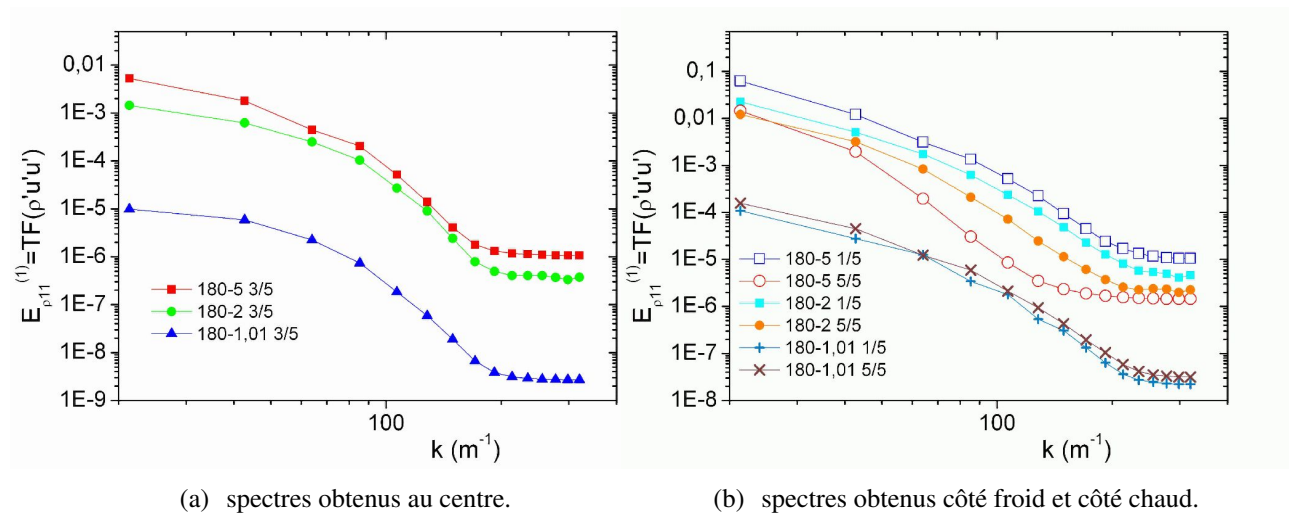 0,01
1E-3
1E-4
1E-5
1E-6
1E-7
1E-8
1E-9
E_ρ11^(1)=TF(ρ'u'u')
180-5 3/5
180-2 3/5
180-1,01 3/5
100
k (m^-1)
0,1
0,01
1E-3
1E-4
1E-5
1E-6
1E-7
1E-8
E_ρ11^(1)=TF(ρ'u'u')
180-5 1/5
180-5 5/5
180-2 1/5
180-2 5/5
180-1,01 1/5
180-1,01 5/5
100
k (m^-1)
(a) spectres obtenus au centre.
(b) spectres obtenus côté froid et côté chaud.